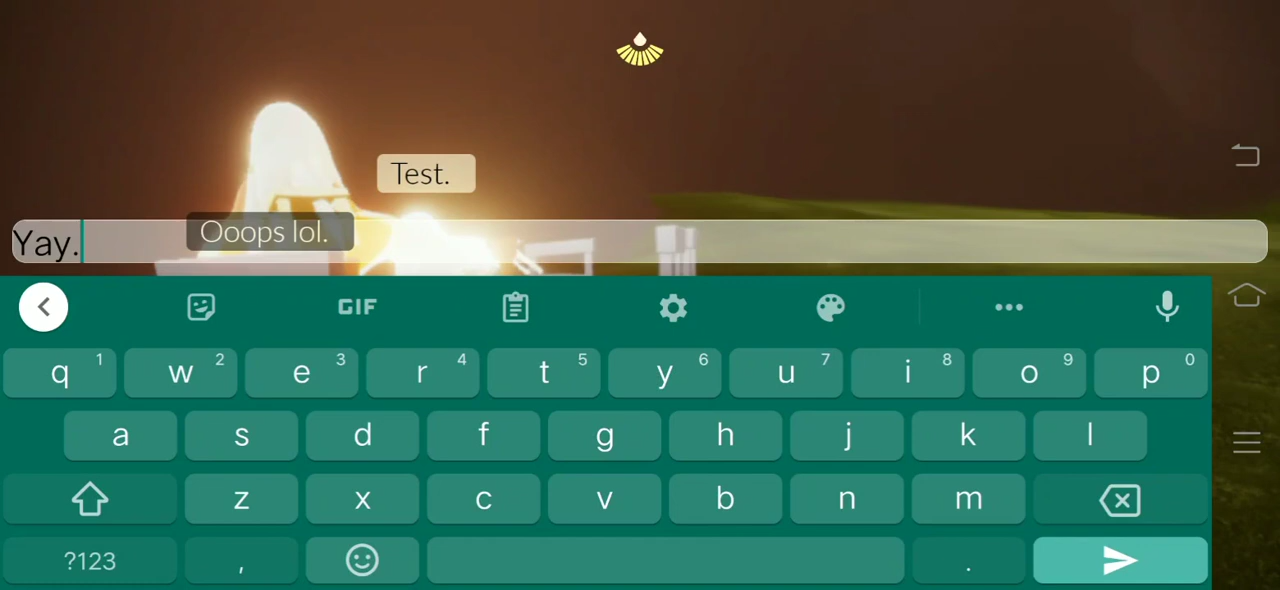 Test.
Ooops lol.
Yay.
GIF
q 1 w 2 e 3 r 4 t 5 y 6 u 7 i 8 o 9 p 0
a s d f g h j k l
z x c v b n m
?123 , .